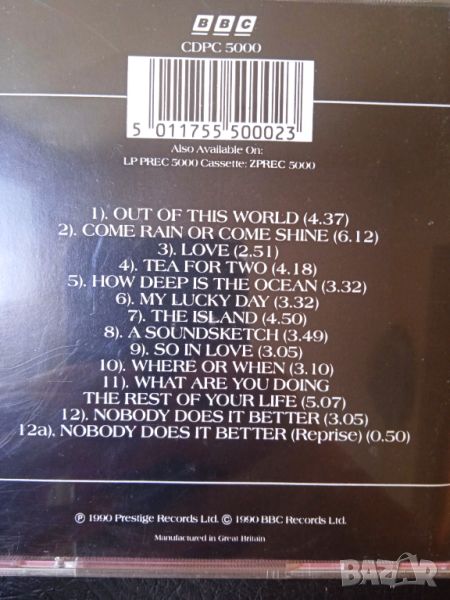 BBC
CDPC 5000
5 011755 500023
Also Available On:
LP PREC 5000 Cassette: ZPREC 5000
1). OUT OF THIS WORLD (4.37)
2). COME RAIN OR COME SHINE (6.12)
3). LOVE (2.51)
4). TEA FOR TWO (4.18)
5). HOW DEEP IS THE OCEAN (3.32)
6). MY LUCKY DAY (3.32)
7). THE ISLAND (4.50)
8). A SOUNDSKETCH (3.49)
9). SO IN LOVE (3.05)
10). WHERE OR WHEN (3.10)
11). WHAT ARE YOU DOING
THE REST OF YOUR LIFE (5.07)
12). NOBODY DOES IT BETTER (3.05)
12a). NOBODY DOES IT BETTER (Reprise) (0.50)
℗ 1990 Prestige Records Ltd. © 1990 BBC Records Ltd.
Manufactured in Great Britain
BAZAR